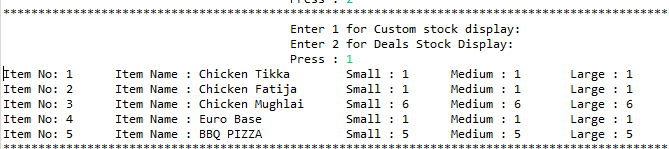 Press : 2
********************************************************************************************
Enter 1 for Custom stock display:
Enter 2 for Deals Stock Display:
Press : 1
Item No: 1 Item Name : Chicken Tikka Small : 1 Medium : 1 Large : 1
Item No: 2 Item Name : Chicken Fatija Small : 1 Medium : 1 Large : 1
Item No: 3 Item Name : Chicken Mughlai Small : 6 Medium : 6 Large : 6
Item No: 4 Item Name : Euro Base Small : 1 Medium : 1 Large : 1
Item No: 5 Item Name : BBQ PIZZA Small : 5 Medium : 5 Large : 5
********************************************************************************************